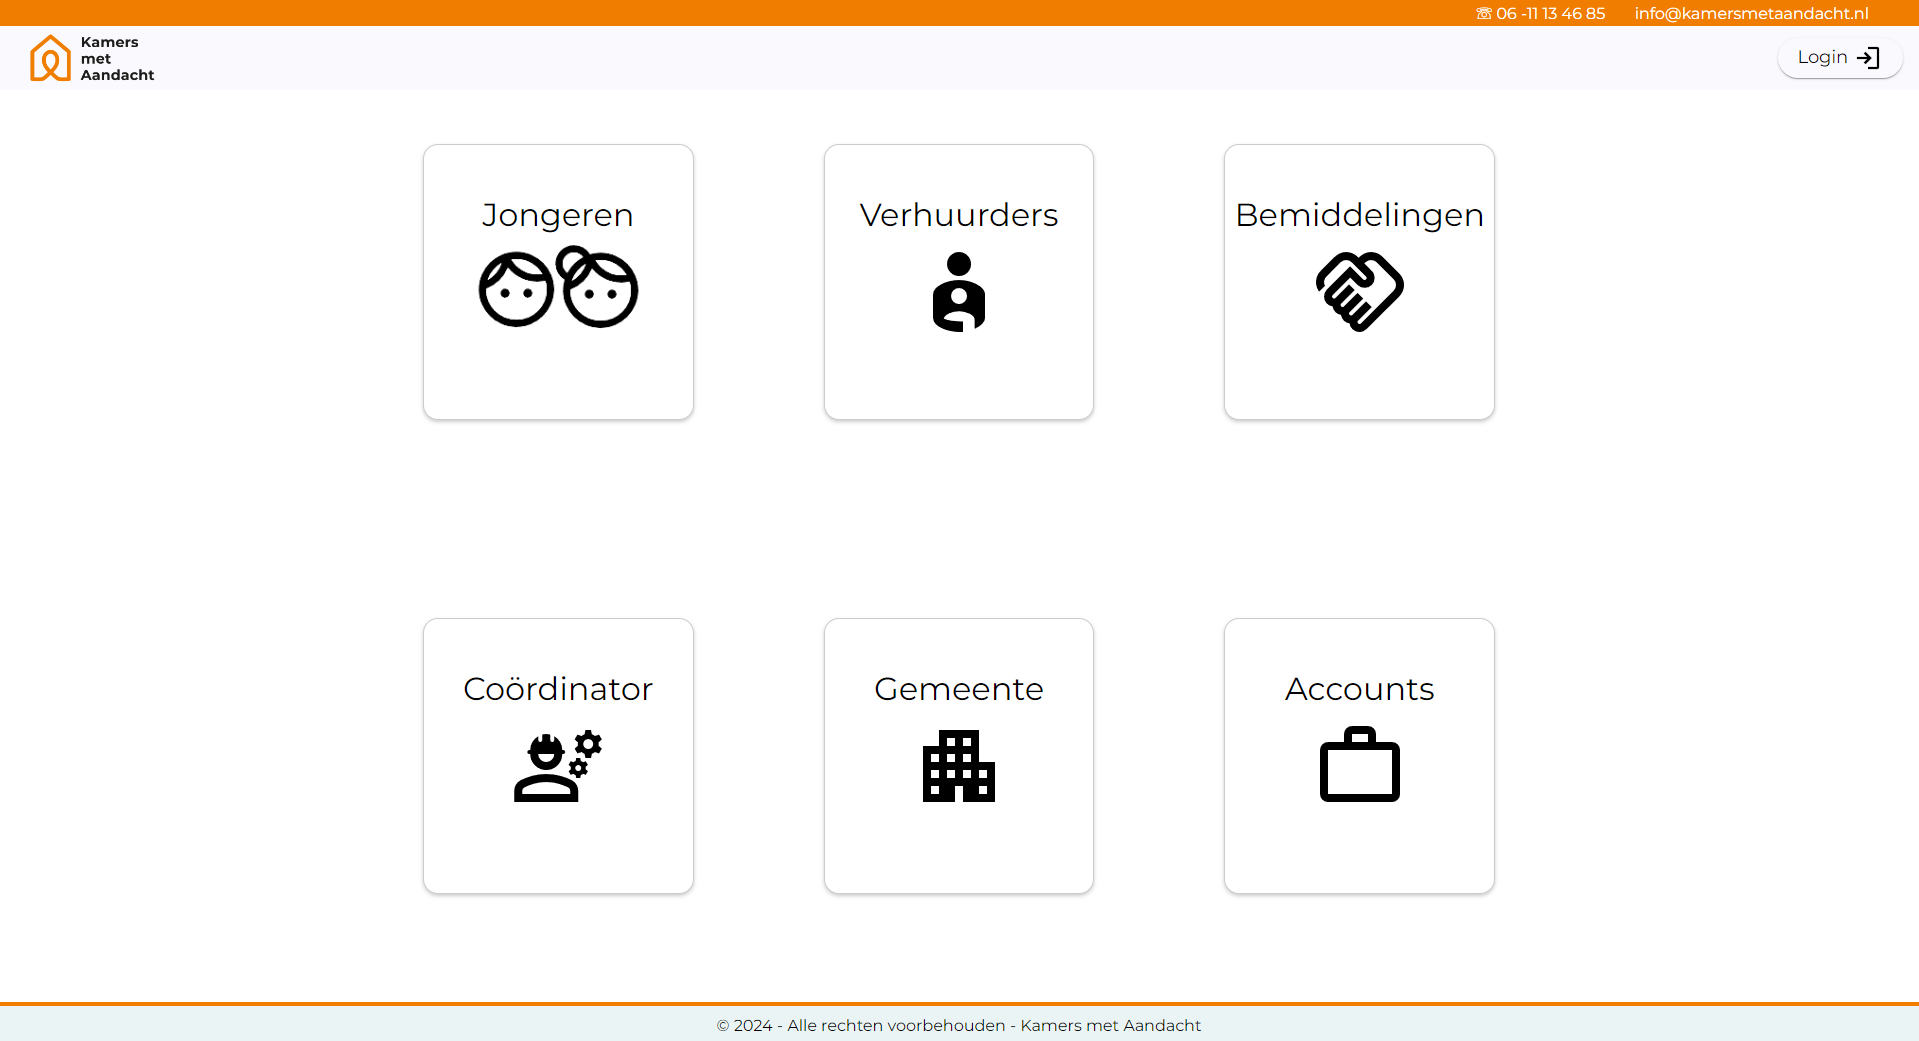 ☏ 06 -11 13 46 85 info@kamersmetaandacht.nl
Kamers
met
Aandacht
Login
Jongeren
Verhuurders
Bemiddelingen
Coördinator
Gemeente
Accounts
© 2024 - Alle rechten voorbehouden - Kamers met Aandacht